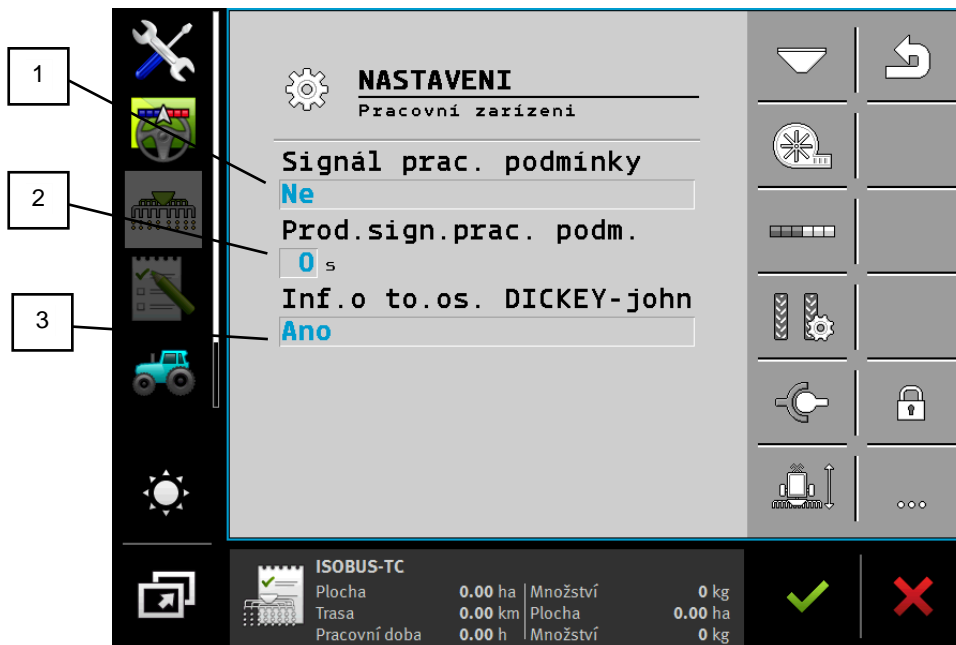 1
2
3
NASTAVENI
Pracovní zarízeni
Signál prac. podmínky
Ne
Prod.sign.prac. podm.
0 s
Inf.o to.os. DICKEY-john
Ano
ISOBUS-TC
Plocha 0.00 ha Množství 0 kg
Trasa 0.00 km Plocha 0.00 ha
Pracovní doba 0.00 h Množství 0 kg